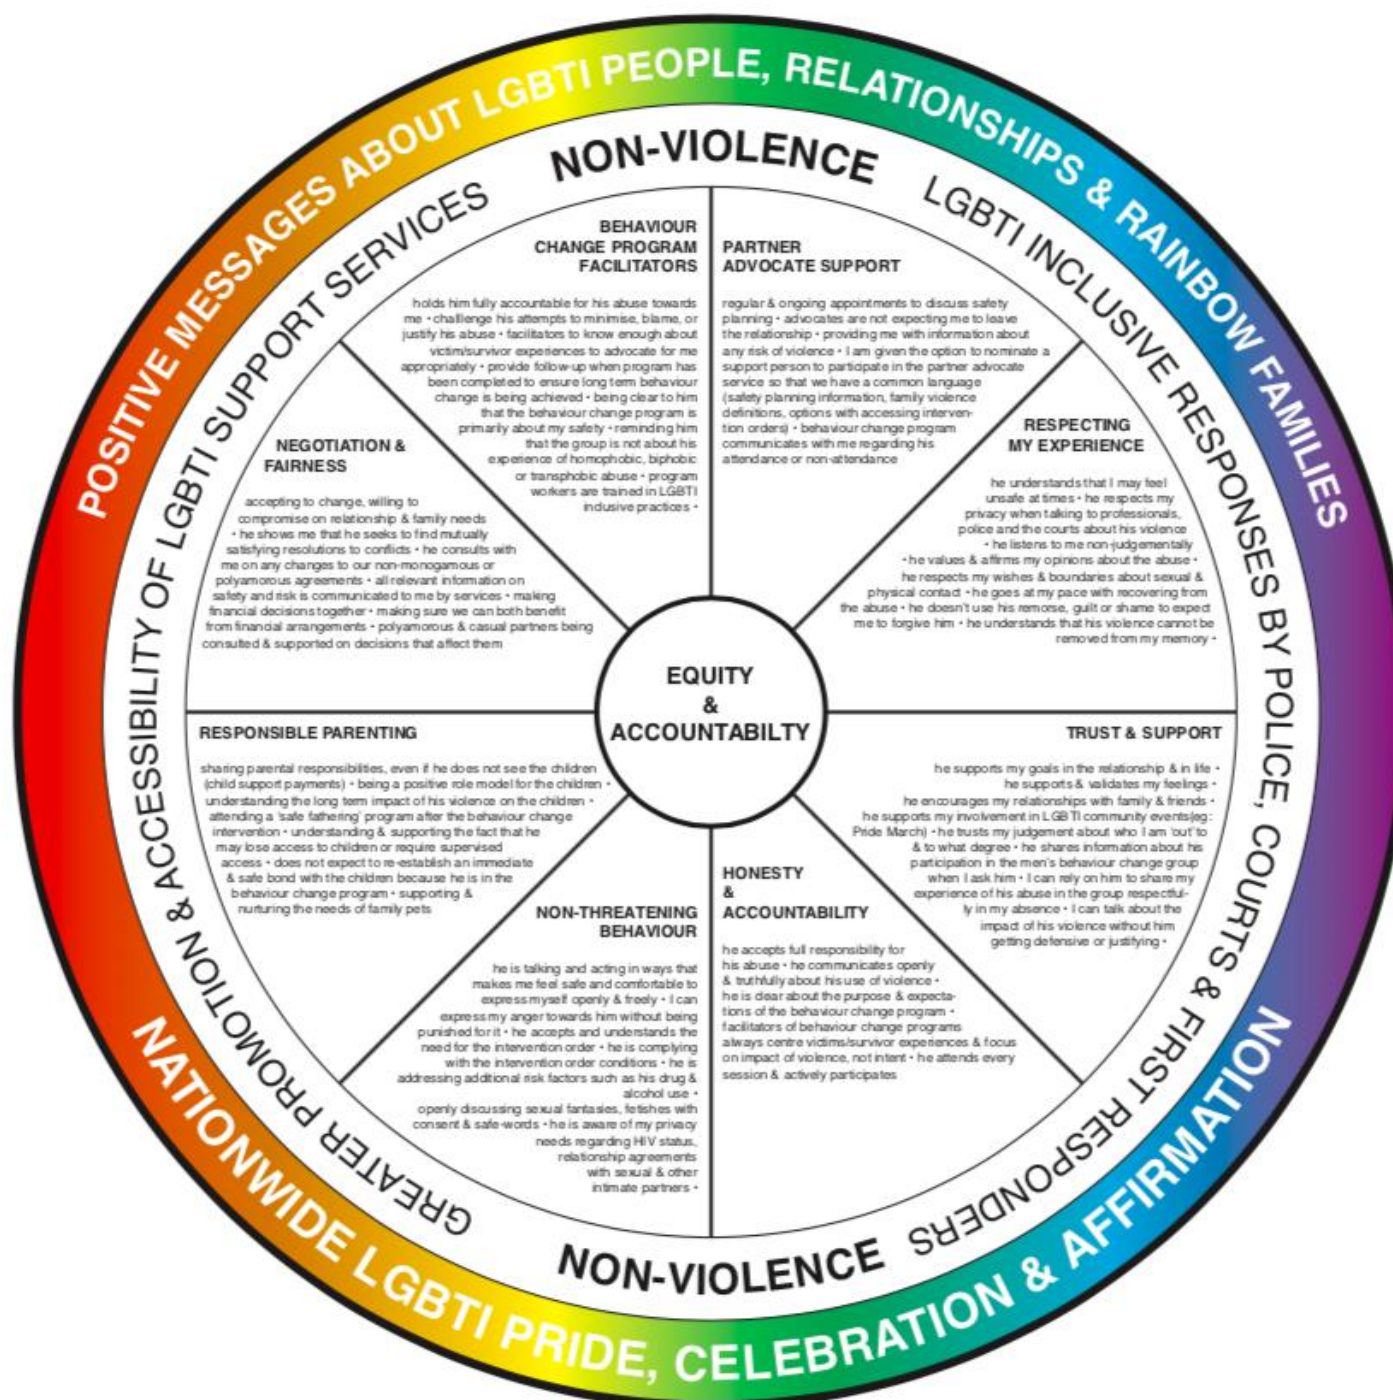 POSITIVE MESSAGES ABOUT LGBTI PEOPLE, RELATIONSHIPS & RAINBOW FAMILIES
NON-VIOLENCE
GREATER PROMOTION & ACCESSIBILITY OF LGBTI SUPPORT SERVICES
LGBTI INCLUSIVE RESPONSES BY POLICE, COURTS & FIRST RESPONDERS
BEHAVIOUR
CHANGE PROGRAM
FACILITATORS
holds him fully accountable for his abuse towards
me • challlenge his attempts to minimise, blame, or
justify his abuse • facilitators to know enough about
victim/survivor experiences to advocate for me
appropriately • provide follow-up when program has
been completed to ensure long term behaviour
change is being achieved • being clear to him
that the behaviour change program is
primarily about my safety • reminding him
that the group is not about his
experience of homophobic, biphobic
or transphobic abuse • program
workers are trained in LGBTI
inclusive practices •
PARTNER
ADVOCATE SUPPORT
regular & ongoing appointments to discuss safety
planning • advocates are not expecting me to leave
the relationship • providing me with information about
any risk of violence • I am given the option to nominate a
support person to participate in the partner advocate
service so that we have a common language
(safety planning information, family violence
definitions, options with accessing interven-
tion orders) • behaviour change program
communicates with me regarding his
attendance or non-attendance
RESPECTING
MY EXPERIENCE
he understands that I may feel
unsafe at times • he respects my
privacy when talking to professionals,
police and the courts about his violence
• he listens to me non-judgementally
• he values & affirms my opinions about the abuse •
he respects my wishes & boundaries about sexual &
physical contact • he goes at my pace with recovering from
the abuse • he doesn't use his remorse, guilt or shame to expect
me to forgive him • he understands that his violence cannot be
removed from my memory •
TRUST & SUPPORT
he supports my goals in the relationship & in life •
he supports & validates my feelings •
he encourages my relationships with family & friends •
he supports my involvement in LGBTI community events(eg:
Pride March) • he trusts my judgement about who I am 'out' to
& to what degree • he shares information about his
participation in the men's behaviour change group
when I ask him • I can rely on him to share my
experience of his abuse in the group respectful-
ly in my absence • I can talk about the
impact of his violence without him
getting defensive or justifying •
HONESTY
&
ACCOUNTABILITY
he accepts full responsibility for
his abuse • he communicates openly
& truthfully about his use of violence •
he is clear about the purpose & expecta-
tions of the behaviour change program •
facilitators of behaviour change programs
always centre victims/survivor experiences & focus
on impact of violence, not intent • he attends every
session & actively participates
NON-THREATENING
BEHAVIOUR
he is talking and acting in ways that
makes me feel safe and comfortable to
express myself openly & freely • I can
express my anger towards him without being
punished for it • he accepts and understands the
need for the intervention order • he is complying
with the intervention order conditions • he is
addressing additional risk factors such as his drug &
alcohol use •
openly discussing sexual fantasies, fetishes with
consent & safe-words • he is aware of my privacy
needs regarding HIV status,
relationship agreements
with sexual & other
intimate partners •
RESPONSIBLE PARENTING
sharing parental responsibilities, even if he does not see the children
(child support payments) • being a positive role model for the children •
understanding the long term impact of his violence on the children •
attending a 'safe fathering' program after the behaviour change
intervention • understanding & supporting the fact that he
may lose access to children or require supervised
access • does not expect to re-establish an immediate
& safe bond with the children because he is in the
behaviour change program • supporting &
nurturing the needs of family pets
NEGOTIATION &
FAIRNESS
accepting to change, willing to
compromise on relationship & family needs
• he shows me that he seeks to find mutually
satisfying resolutions to conflicts • he consults with
me on any changes to our non-monogamous or
polyamorous agreements • all relevant information on
safety and risk is communicated to me by services • making
financial decisions together • making sure we can both benefit
from financial arrangements • polyamorous & casual partners being
consulted & supported on decisions that affect them
EQUITY
&
ACCOUNTABILTY
NON-VIOLENCE
NATIONWIDE LGBTI PRIDE, CELEBRATION & AFFIRMATION